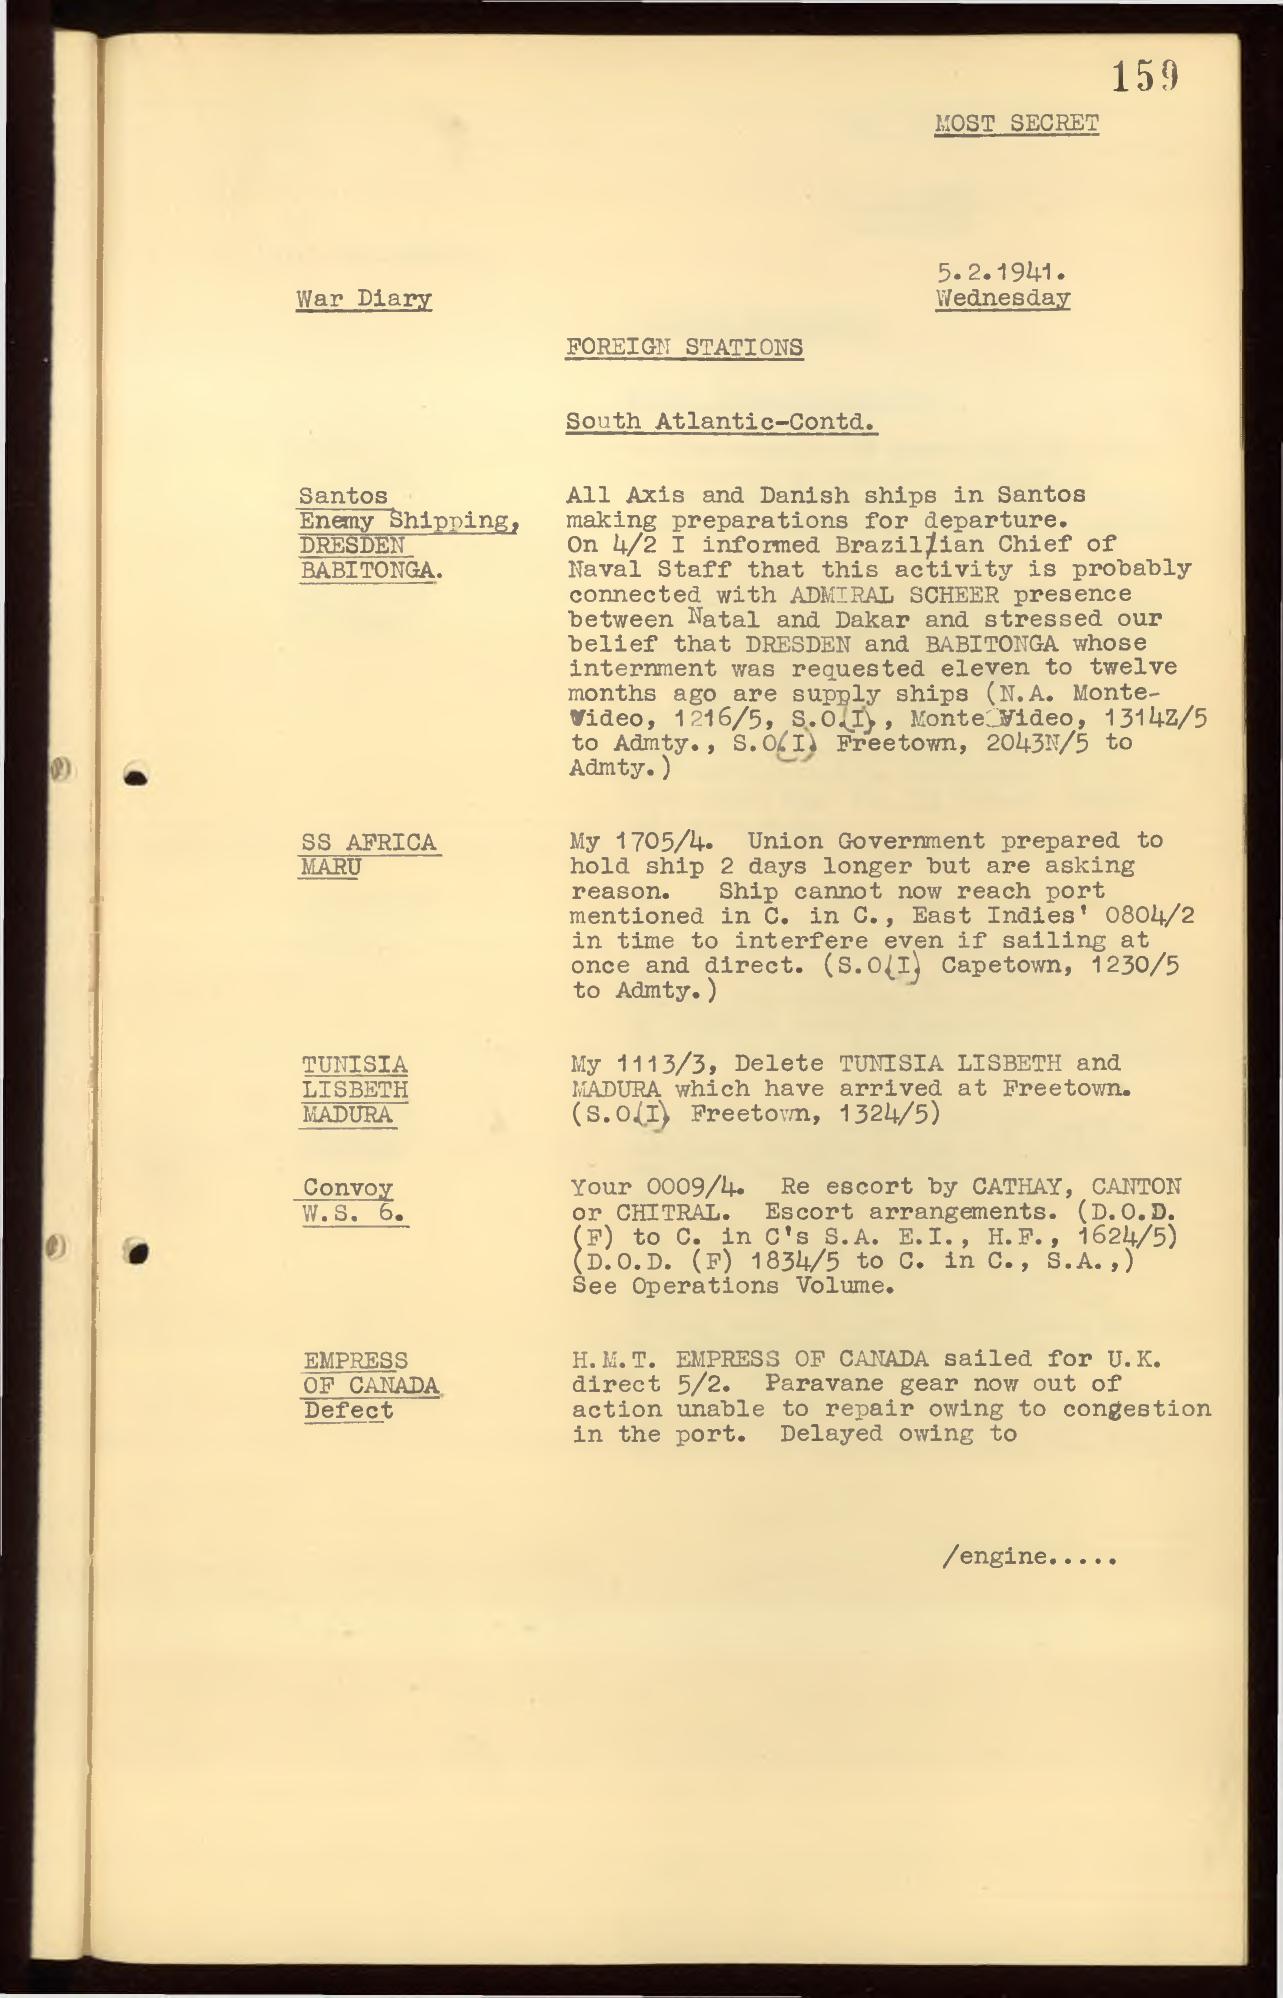 159
MOST SECRET
5.2.1941.
War Diary
Wednesday
FOREIGN STATIONS
South Atlantic-Contd.
Santos
Enemy Shipping,
DRESDEN
BABITONGA.
All Axis and Danish ships in Santos
making preparations for departure.
On 4/2 I informed Brazil/ian Chief of
Naval Staff that this activity is probably
connected with ADMIRAL SCHEER presence
between Natal and Dakar and stressed our
belief that DRESDEN and BABITONGA whose
internment was requested eleven to twelve
months ago are supply ships (N.A. Monte-
Video, 1216/5, S.O.(I), Monte Video, 1314Z/5
to Admty., S.O.(I) Freetown, 2043N/5 to
Admty.)
SS AFRICA
MARU
My 1705/4. Union Government prepared to
hold ship 2 days longer but are asking
reason. Ship cannot now reach port
mentioned in C. in C., East Indies' 0804/2
in time to interfere even if sailing at
once and direct. (S.O.(I) Capetown, 1230/5
to Admty.)
TUNISIA
LISBETH
MADURA
My 1113/3, Delete TUNISIA LISBETH and
MADURA which have arrived at Freetown.
(S.O.(I) Freetown, 1324/5)
Convoy
W.S. 6.
Your 0009/4. Re escort by CATHAY, CANTON
or CHITRAL. Escort arrangements. (D.O.D.
(F) to C. in C's S.A. E.I., H.F., 1624/5)
(D.O.D. (F) 1834/5 to C. in C., S.A.,)
See Operations Volume.
EMPRESS
OF CANADA
Defect
H.M.T. EMPRESS OF CANADA sailed for U.K.
direct 5/2. Paravane gear now out of
action unable to repair owing to congestion
in the port. Delayed owing to
/engine.....